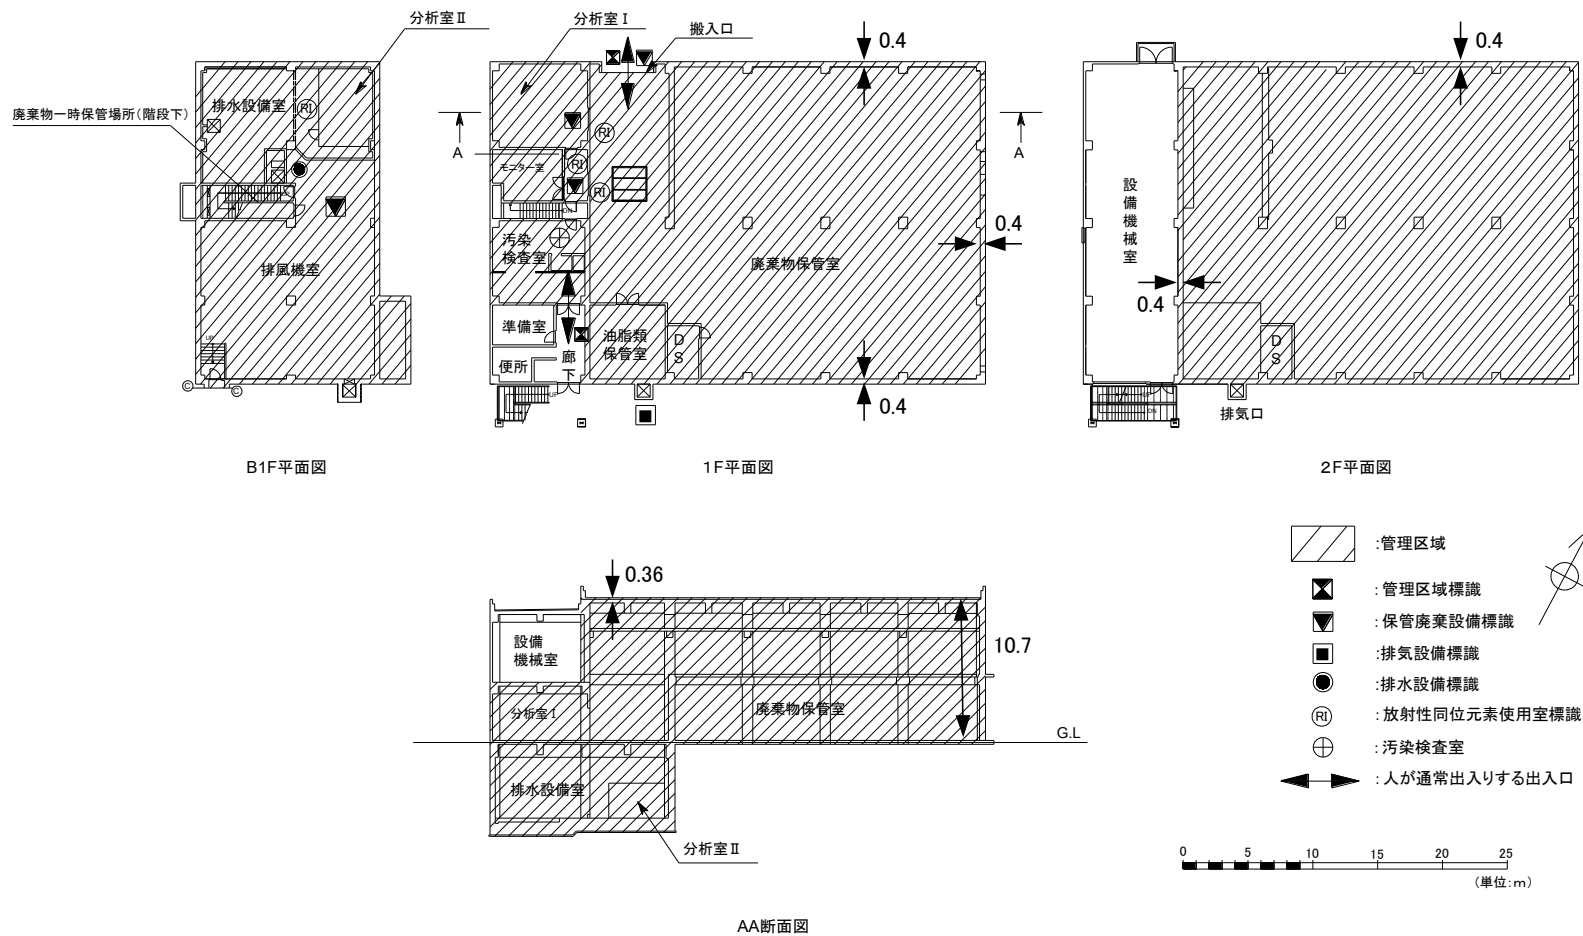 分析室Ⅱ
排水設備室
RI
廃棄物一時保管場所(階段下)
UP
排風機室
UP
©
©
B1F平面図
分析室Ⅰ
搬入口
0.4
A
A
RI
モニター室
RI
RI
DN
汚染
検査室
0.4
廃棄物保管室
準備室
油脂類
保管室
DS
便所
廊下
UP
0.4
1F平面図
0.4
設備機械室
0.4
DS
UP
DN
排気口
2F平面図
0.36
10.7
設備
機械室
分析室Ⅰ
廃棄物保管室
G.L
排水設備室
分析室Ⅱ
AA断面図
:管理区域
:管理区域標識
:保管廃棄設備標識
:排気設備標識
:排水設備標識
RI :放射性同位元素使用室標識
:汚染検査室
:人が通常出入りする出入口
0 5 10 15 20 25
(単位:m)